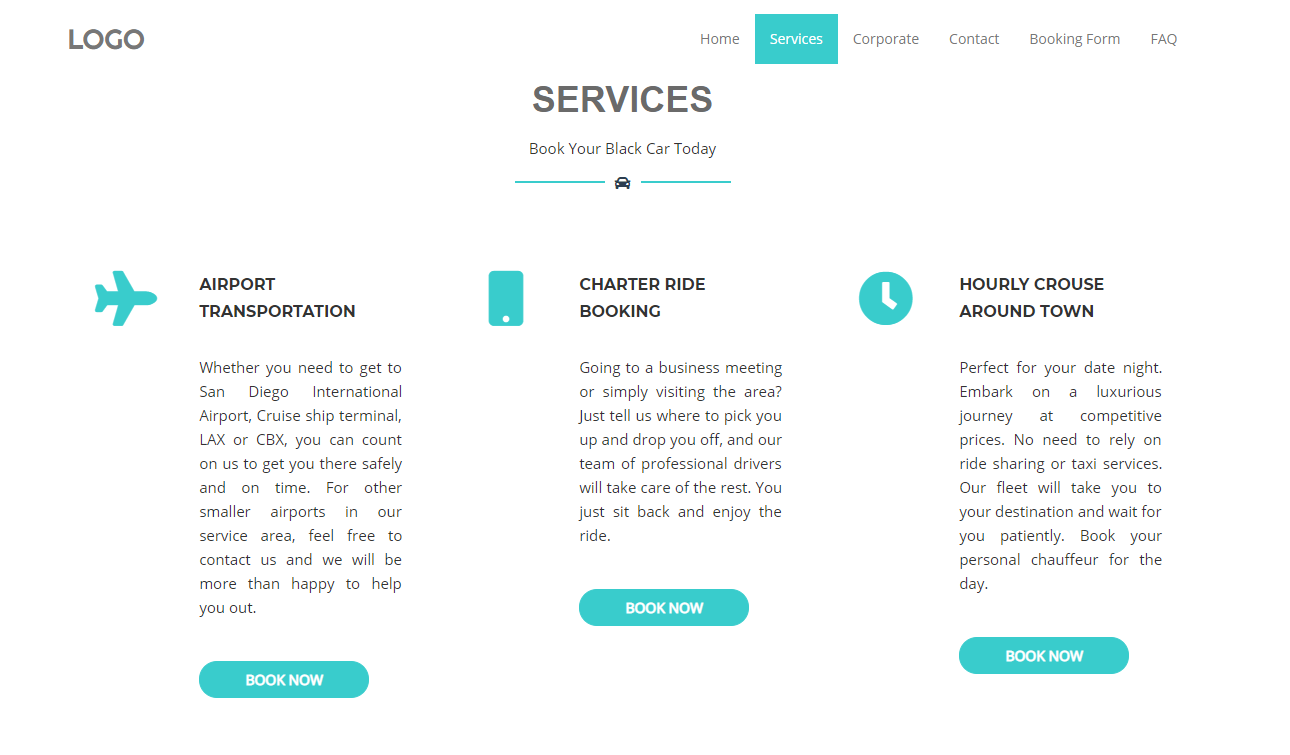 LOGO
Home Services Corporate Contact Booking Form FAQ
SERVICES
Book Your Black Car Today
AIRPORT
TRANSPORTATION
Whether you need to get to
San Diego International
Airport, Cruise ship terminal,
LAX or CBX, you can count
on us to get you there safely
and on time. For other
smaller airports in our
service area, feel free to
contact us and we will be
more than happy to help
you out.
BOOK NOW
CHARTER RIDE
BOOKING
Going to a business meeting
or simply visiting the area?
Just tell us where to pick you
up and drop you off, and our
team of professional drivers
will take care of the rest. You
just sit back and enjoy the
ride.
BOOK NOW
HOURLY CROUSE
AROUND TOWN
Perfect for your date night.
Embark on a luxurious
journey at competitive
prices. No need to rely on
ride sharing or taxi services.
Our fleet will take you to
your destination and wait for
you patiently. Book your
personal chauffeur for the
day.
BOOK NOW